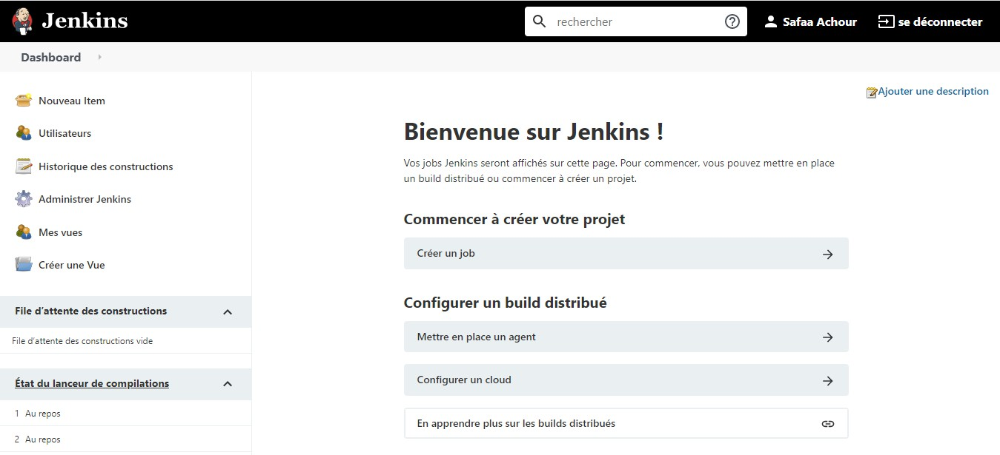 Jenkins
rechercher
Safaa Achour
se déconnecter
Dashboard
Nouveau Item
Utilisateurs
Historique des constructions
Administrer Jenkins
Mes vues
Créer une Vue
File d’attente des constructions
File d’attente des constructions vide
État du lanceur de compilations
1 Au repos
2 Au repos
Ajouter une description
Bienvenue sur Jenkins !
Vos jobs Jenkins seront affichés sur cette page. Pour commencer, vous pouvez mettre en place
un build distribué ou commencer à créer un projet.
Commencer à créer votre projet
Créer un job
Configurer un build distribué
Mettre en place un agent
Configurer un cloud
En apprendre plus sur les builds distribués